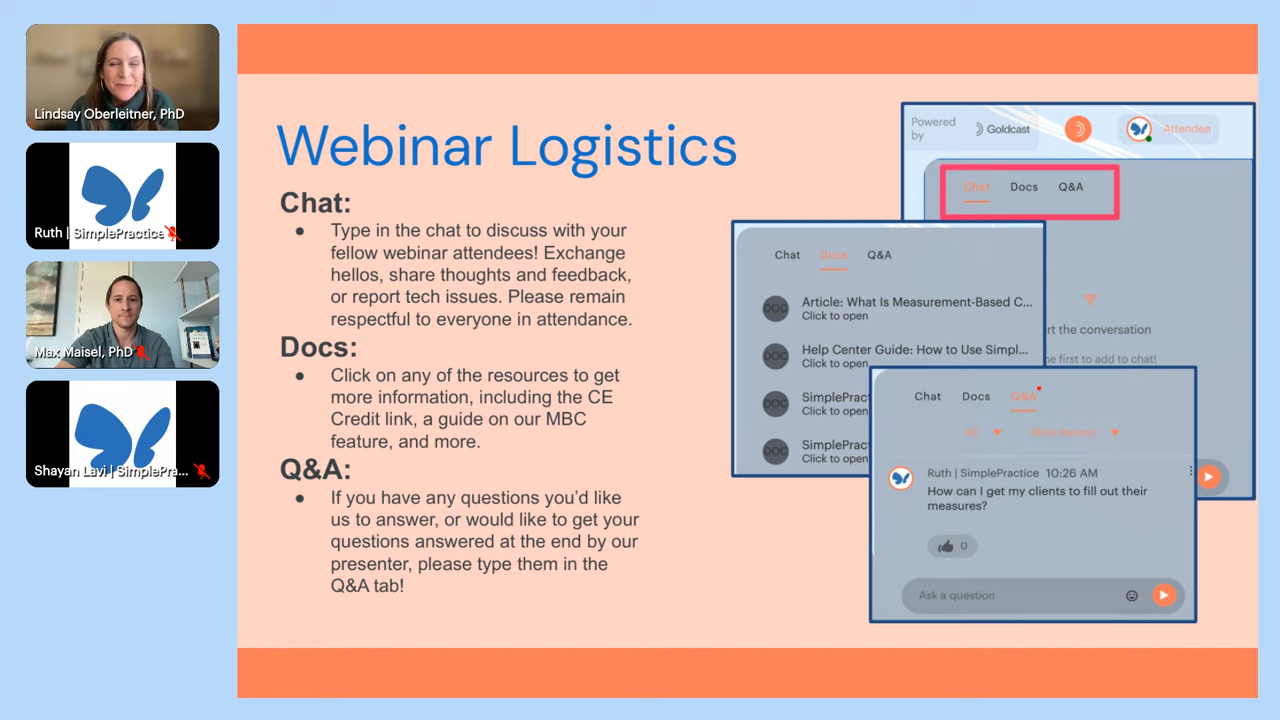 Lindsay Oberleitner, PhD
Ruth | SimplePractice
Max Maisel, PhD
Shayan Lavi | SimplePra...
Webinar Logistics
Chat:
● Type in the chat to discuss with your
fellow webinar attendees! Exchange
hellos, share thoughts and feedback,
or report tech issues. Please remain
respectful to everyone in attendance.
Docs:
● Click on any of the resources to get
more information, including the CE
Credit link, a guide on our MBC
feature, and more.
Q&A:
● If you have any questions you'd like
us to answer, or would like to get your
questions answered at the end by our
presenter, please type them in the
Q&A tab!
Powered
by
Goldcast
Attendee
Chat Docs Q&A
rt the conversation
he first to add to chat!
Chat Docs Q&A
DOC Article: What Is Measurement-Based C...
Click to open
DOC Help Center Guide: How to Use Simpl...
Click to open
DOC SimplePrac
Click to open
DOC SimplePract
Click to open
Chat Docs Q&A
All Most Recent
Ruth | SimplePractice 10:26 AM
How can I get my clients to fill out their
measures?
0
Ask a question